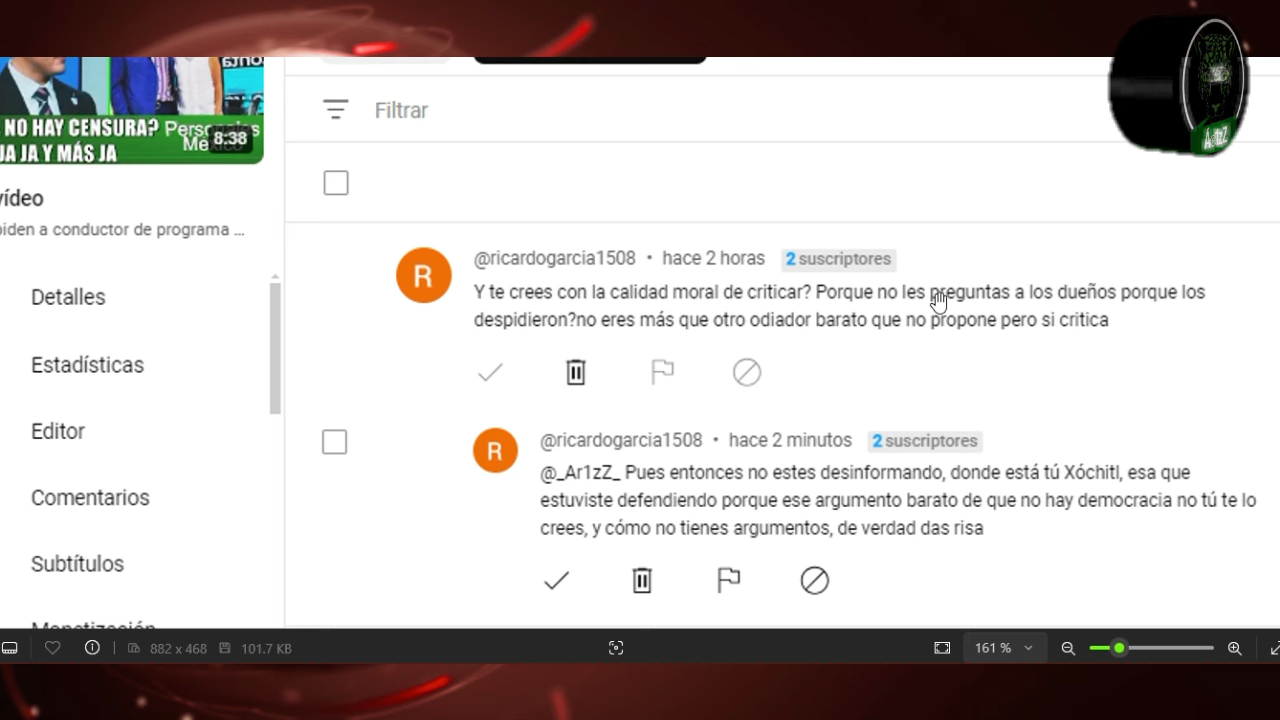 NO HAY CENSURA?
JA JA Y MÁS JA
8:38
vídeo
piden a conductor de programa ...
Detalles
Estadísticas
Editor
Comentarios
Subtítulos
Monetización
Filtrar
Ar1zZ
@ricardogarcia1508 • hace 2 horas 2 suscriptores
Y te crees con la calidad moral de criticar? Porque no les preguntas a los dueños porque los
despidieron?no eres más que otro odiador barato que no propone pero si critica
@ricardogarcia1508 • hace 2 minutos 2 suscriptores
@_Ar1zZ_ Pues entonces no estes desinformando, donde está tú Xóchitl, esa que
estuviste defendiendo porque ese argumento barato de que no hay democracia no tú te lo
crees, y cómo no tienes argumentos, de verdad das risa
882 x 468 101.7 KB
161 %